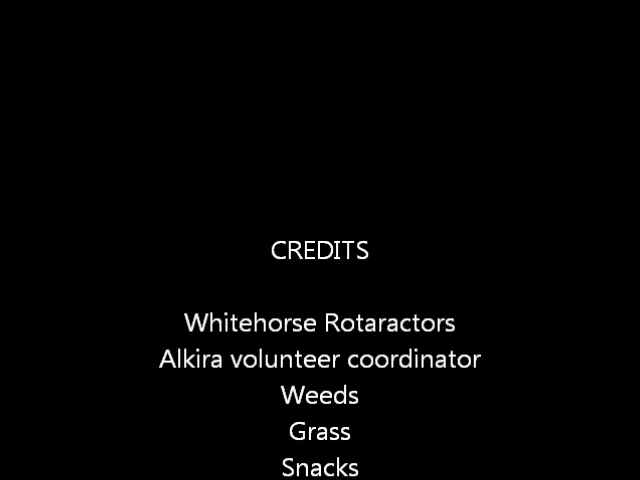 CREDITS
Whitehorse Rotaractors
Alkira volunteer coordinator
Weeds
Grass
Snacks